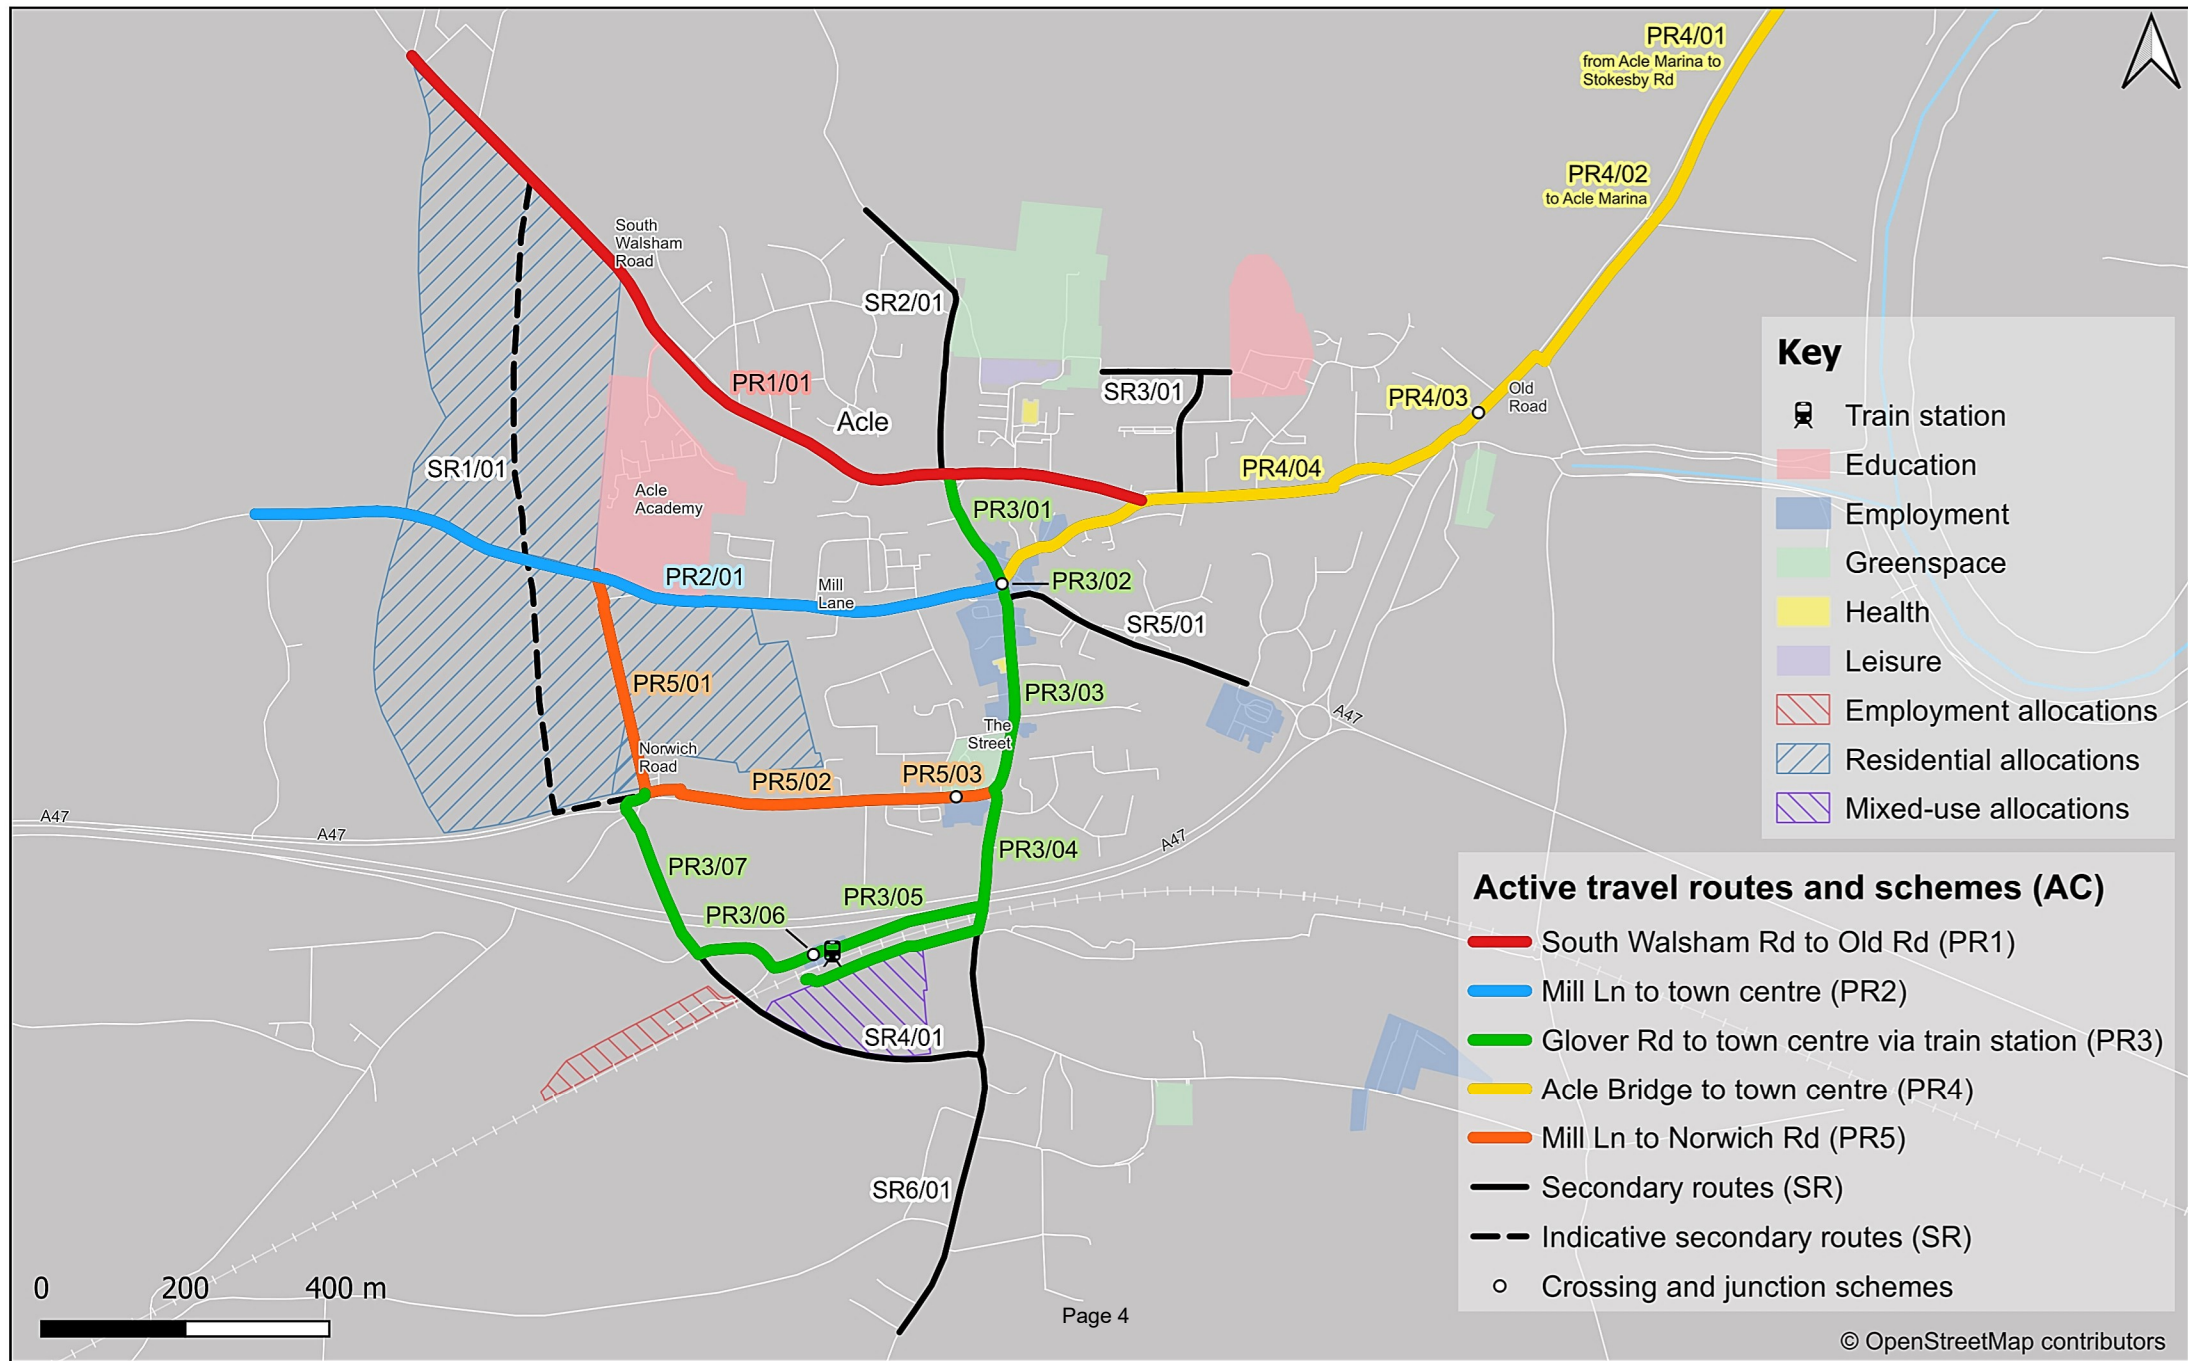 PR4/01
from Acle Marina to
Stokesby Rd
PR4/02
to Acle Marina
South
Walsham
Road
SR2/01
PR1/01
SR3/01
Acle
PR4/03
Old
Road
SR1/01
PR4/04
Acle
Academy
PR3/01
PR2/01
Mill
Lane
PR3/02
SR5/01
PR5/01
PR3/03
A47
The
Street
Norwich
Road
PR5/02
PR5/03
A47
A47
A47
PR3/04
PR3/07
PR3/05
PR3/06
SR4/01
SR6/01
Key
Train station
Education
Employment
Greenspace
Health
Leisure
Employment allocations
Residential allocations
Mixed-use allocations
Active travel routes and schemes (AC)
South Walsham Rd to Old Rd (PR1)
Mill Ln to town centre (PR2)
Glover Rd to town centre via train station (PR3)
Acle Bridge to town centre (PR4)
Mill Ln to Norwich Rd (PR5)
Secondary routes (SR)
Indicative secondary routes (SR)
Crossing and junction schemes
0 200 400 m
Page 4
© OpenStreetMap contributors